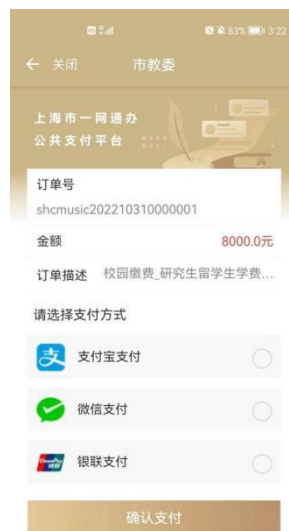 83% 3:22
关闭 市教委
上海市一网通办
公共支付平台
订单号
shcmusic202210310000001
金额 8000.0元
订单描述 校园缴费_研究生留学生学费...
请选择支付方式
支付宝支付
微信支付
银联支付
确认支付